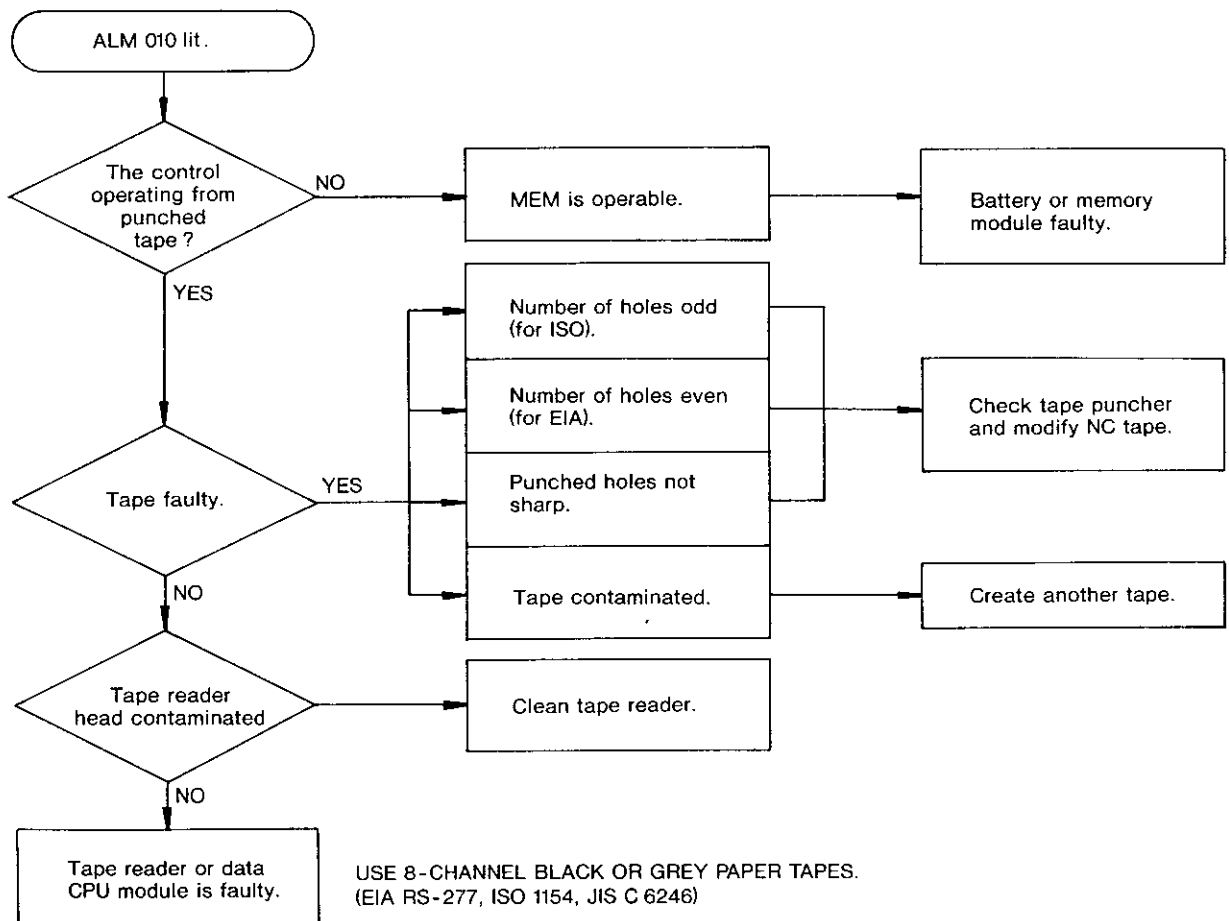 ALM 010 lit.
The control
operating from
punched
tape ?
NO
MEM is operable.
Battery or memory
module faulty.
YES
Number of holes odd
(for ISO).
Number of holes even
(for EIA).
Check tape puncher
and modify NC tape.
Tape faulty.
YES
Punched holes not
sharp.
NO
Tape contaminated.
Create another tape.
Tape reader
head contaminated
Clean tape reader.
NO
Tape reader or data
CPU module is faulty.
USE 8-CHANNEL BLACK OR GREY PAPER TAPES.
(EIA RS-277, ISO 1154, JIS C 6246)